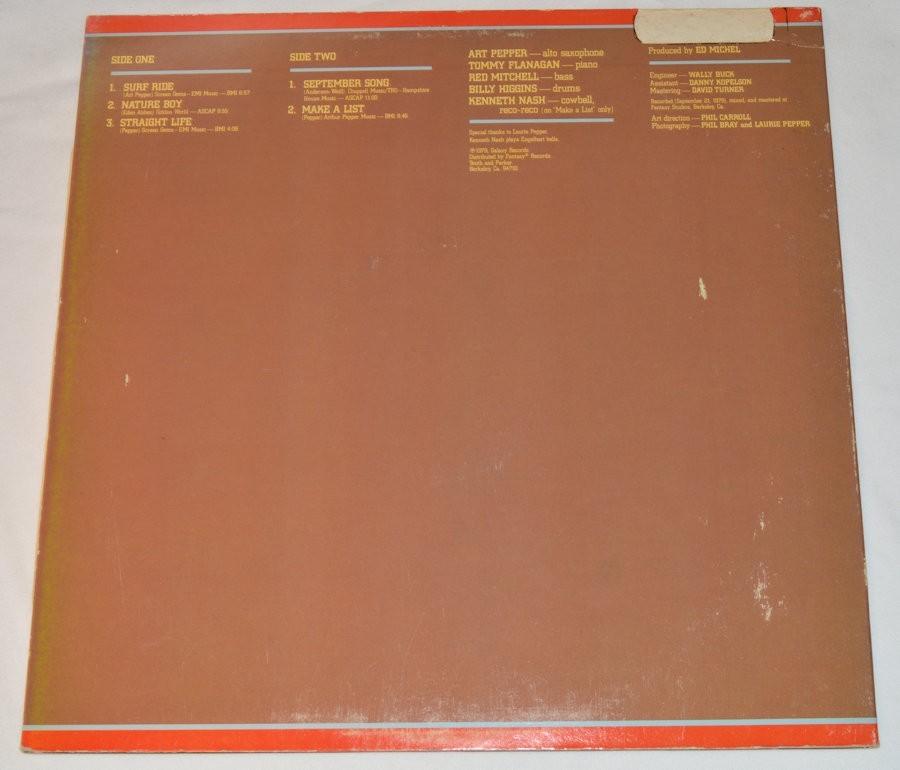 SIDE ONE
1. SURF RIDE
(Art Pepper) Screen Gems – EMI Music – BMI 6:57
2. NATURE BOY
(Eden Ahbez) Golden World – ASCAP 9:55
3. STRAIGHT LIFE
(Pepper) Screen Gems – EMI Music – BMI 4:09
SIDE TWO
1. SEPTEMBER SONG
(Anderson-Weill) Chappell Music/TRO – Hampshire
House Music – ASCAP
2. MAKE A LIST
(Pepper) Arthur Pepper Music – BMI
ART PEPPER — alto saxophone
TOMMY FLANAGAN — piano
RED MITCHELL — bass
BILLY HIGGINS — drums
KENNETH NASH — cowbell,
reco-reco (on 'Make a List' only)
Special thanks to Laurie Pepper.
Kenneth Nash plays Engelhart bells.
℗1979, Galaxy Records
Distributed by Fantasy® Records
Tenth and Parker
Berkeley Ca. 94710
Produced by ED MICHEL
Engineer — WALLY BUCK
Assistant — DANNY KOPELSON
Mastering — DAVID TURNER
Recorded (September 21, 1979), mixed, and mastered at
Fantasy Studios, Berkeley, Ca.
Art direction — PHIL CARROLL
Photography — PHIL BRAY and LAURIE PEPPER